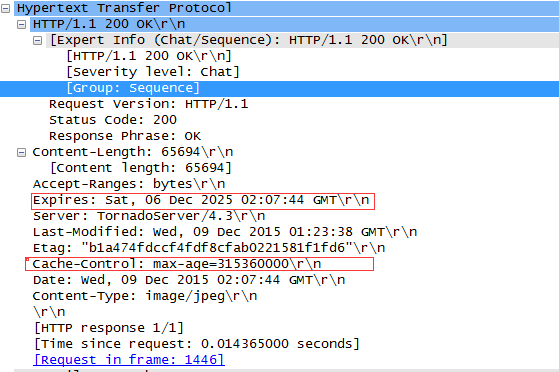 Hypertext Transfer Protocol
HTTP/1.1 200 OK\r\n
[Expert Info (Chat/Sequence): HTTP/1.1 200 OK\r\n]
[HTTP/1.1 200 OK\r\n]
[Severity level: Chat]
[Group: Sequence]
Request Version: HTTP/1.1
Status Code: 200
Response Phrase: OK
Content-Length: 65694\r\n
[Content length: 65694]
Accept-Ranges: bytes\r\n
Expires: Sat, 06 Dec 2025 02:07:44 GMT\r\n
Server: TornadoServer/4.3\r\n
Last-Modified: Wed, 09 Dec 2015 01:23:38 GMT\r\n
Etag: "b1a474fdccf4fdf8cfab0221581f1fd6"\r\n
Cache-Control: max-age=315360000\r\n
Date: Wed, 09 Dec 2015 02:07:44 GMT\r\n
Content-Type: image/jpeg\r\n
\r\n
[HTTP response 1/1]
[Time since request: 0.014365000 seconds]
[Request in frame: 1446]